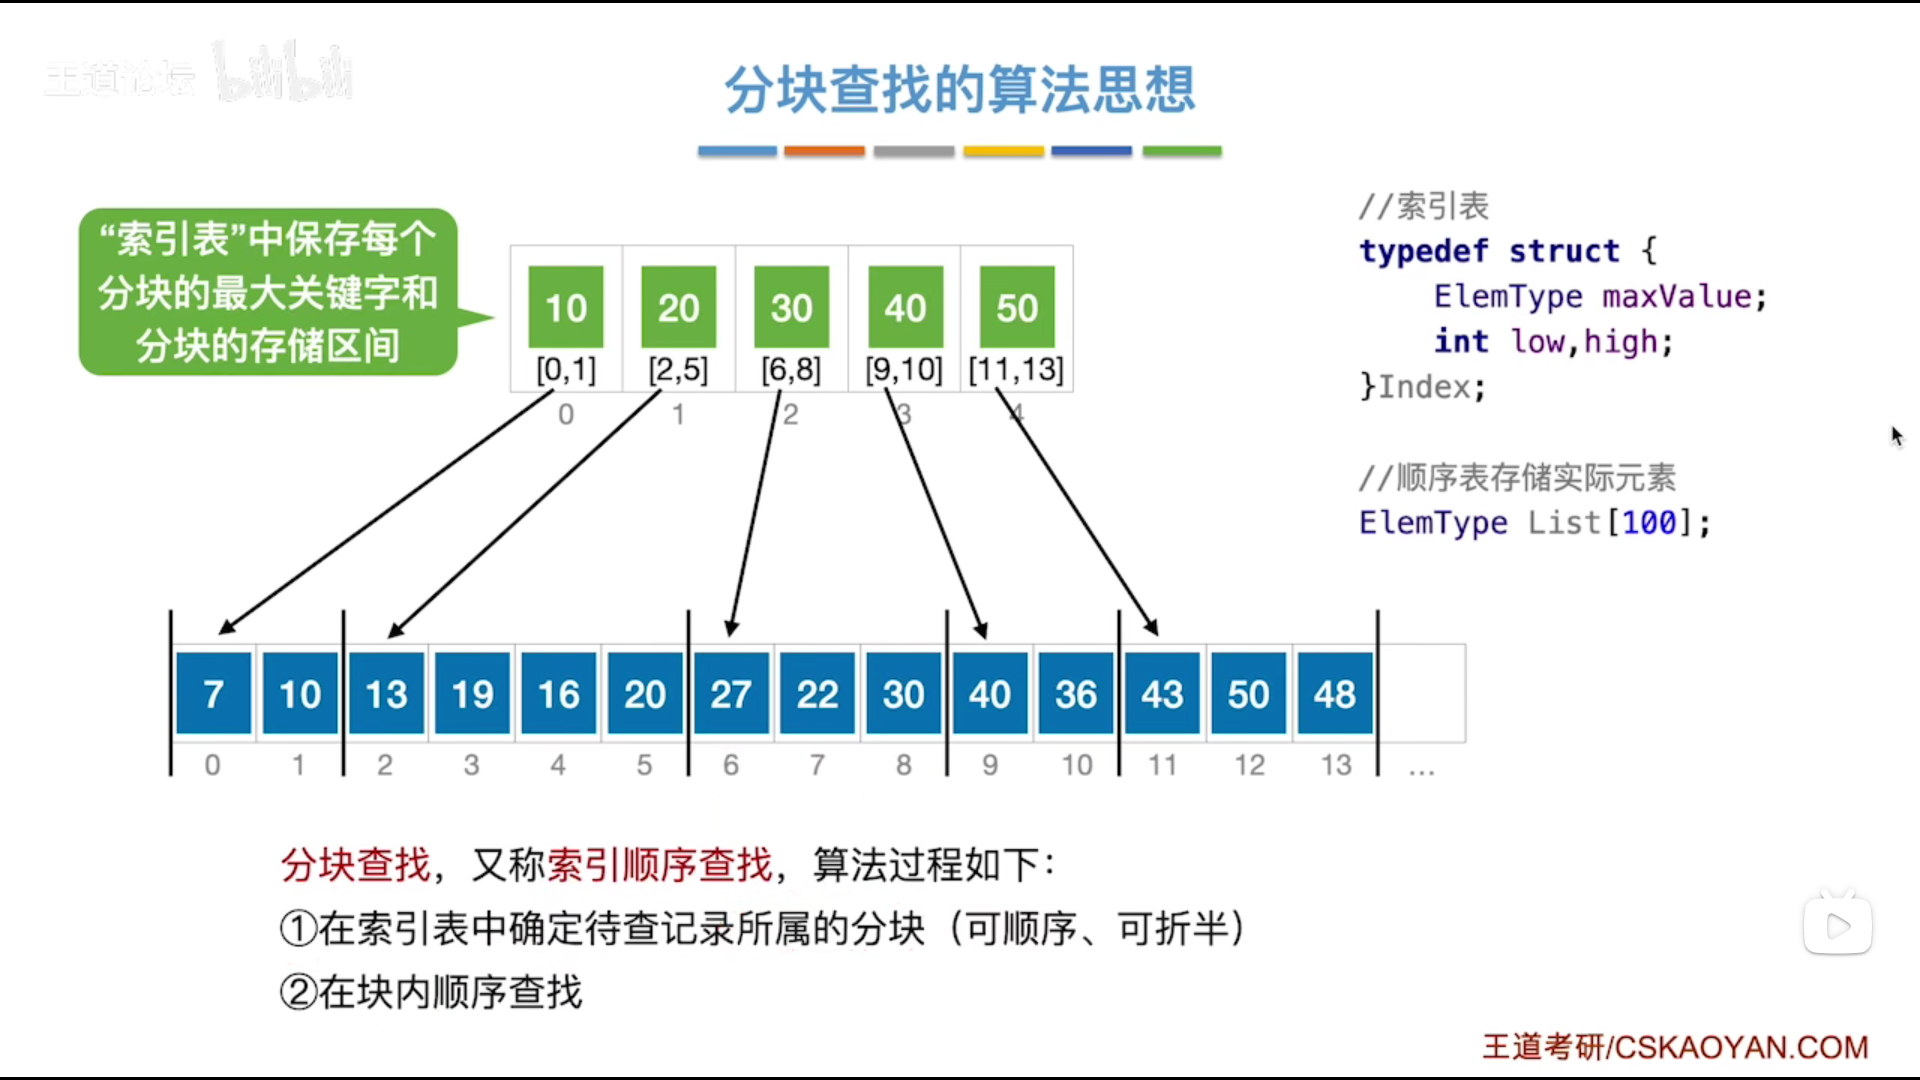 王道论坛 bilibili
分块查找的算法思想
“索引表”中保存每个
分块的最大关键字和
分块的存储区间
10 20 30 40 50
[0,1] [2,5] [6,8] [9,10] [11,13]
0 1 2 3 4
//索引表
typedef struct {
ElemType maxValue;
int low,high;
}Index;
//顺序表存储实际元素
ElemType List[100];
7 10 13 19 16 20 27 22 30 40 36 43 50 48
0 1 2 3 4 5 6 7 8 9 10 11 12 13 ...
分块查找，又称索引顺序查找，算法过程如下：
①在索引表中确定待查记录所属的分块（可顺序、可折半）
②在块内顺序查找
王道考研/CSKAOYAN.COM